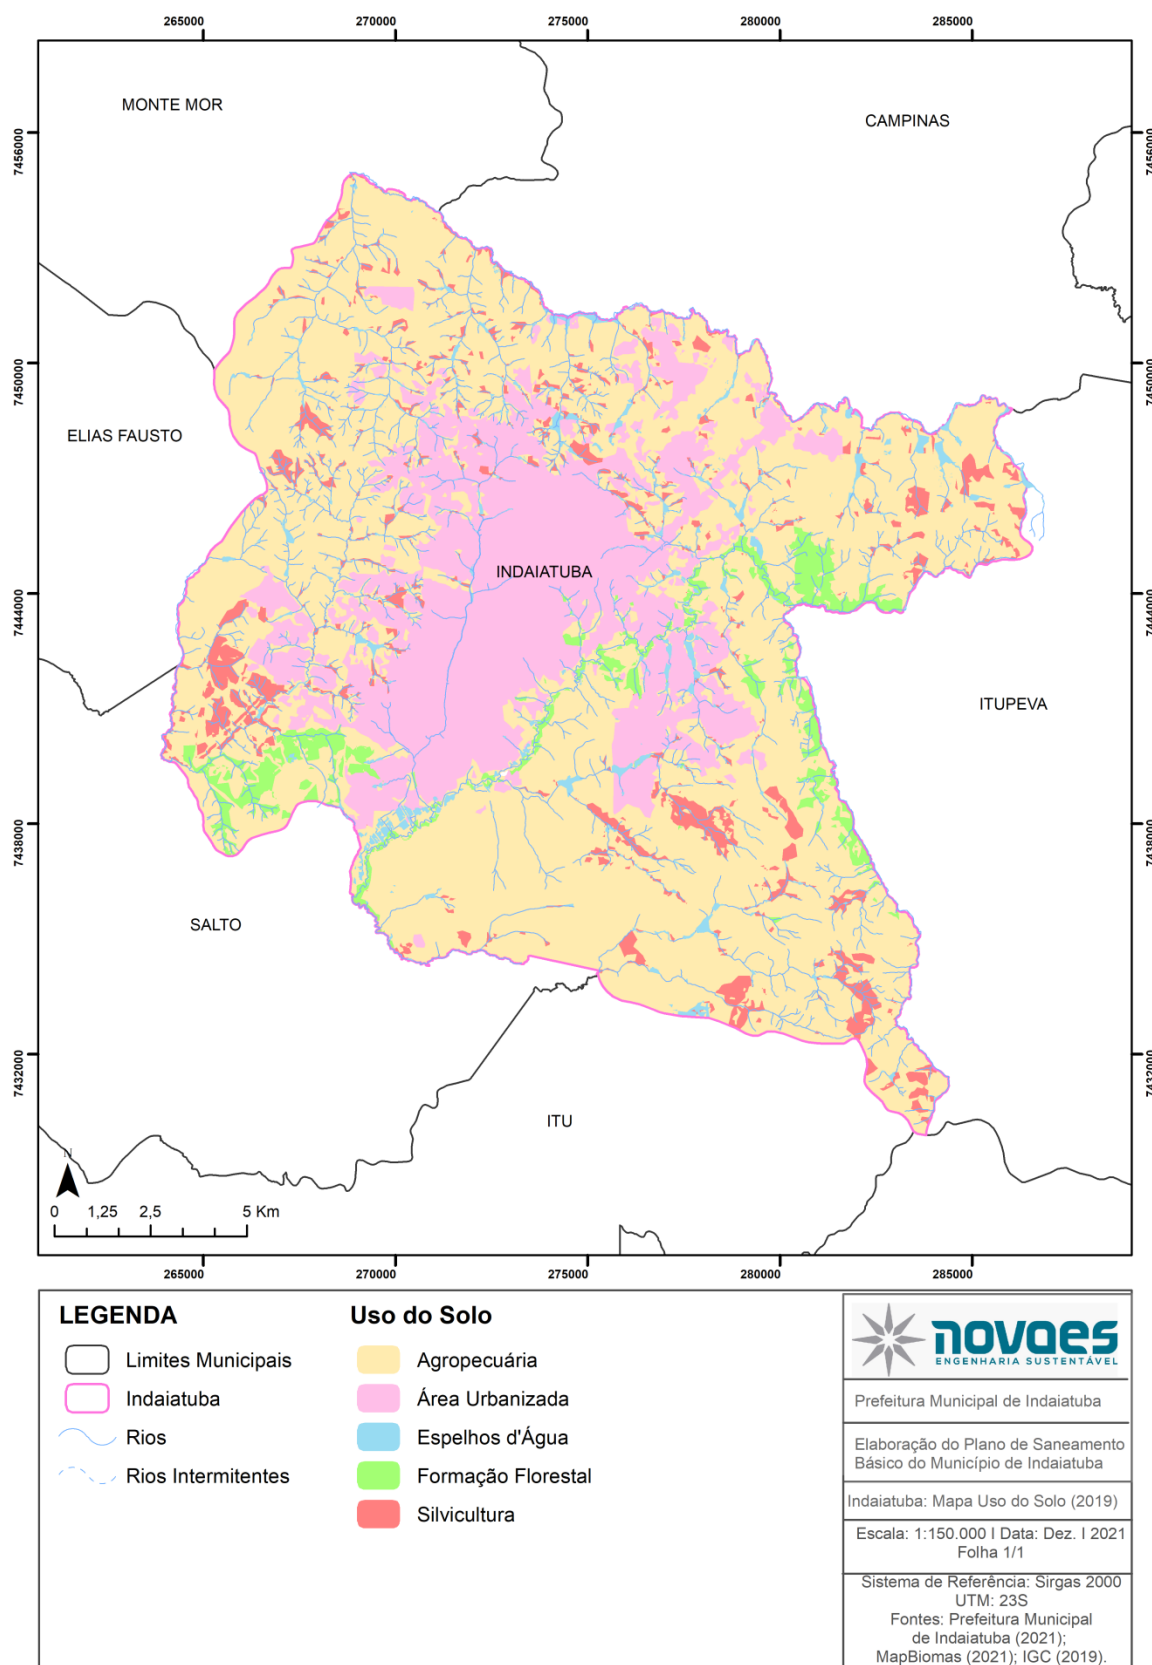 265000
270000
275000
280000
285000
7456000
7450000
7444000
7438000
7432000
7456000
7450000
7444000
7438000
7432000
MONTE MOR
CAMPINAS
ELIAS FAUSTO
INDAIATUBA
ITUPEVA
SALTO
ITU
N
0 1,25 2,5 5 Km
265000
270000
275000
280000
285000
LEGENDA
Limites Municipais
Indaiatuba
Rios
Rios Intermitentes
Uso do Solo
Agropecuária
Área Urbanizada
Espelhos d'Água
Formação Florestal
Silvicultura
novaes
ENGENHARIA SUSTENTÁVEL
Prefeitura Municipal de Indaiatuba
Elaboração do Plano de Saneamento
Básico do Município de Indaiatuba
Indaiatuba: Mapa Uso do Solo (2019)
Escala: 1:150.000 I Data: Dez. I 2021
Folha 1/1
Sistema de Referência: Sirgas 2000
UTM: 23S
Fontes: Prefeitura Municipal
de Indaiatuba (2021);
MapBiomas (2021); IGC (2019).